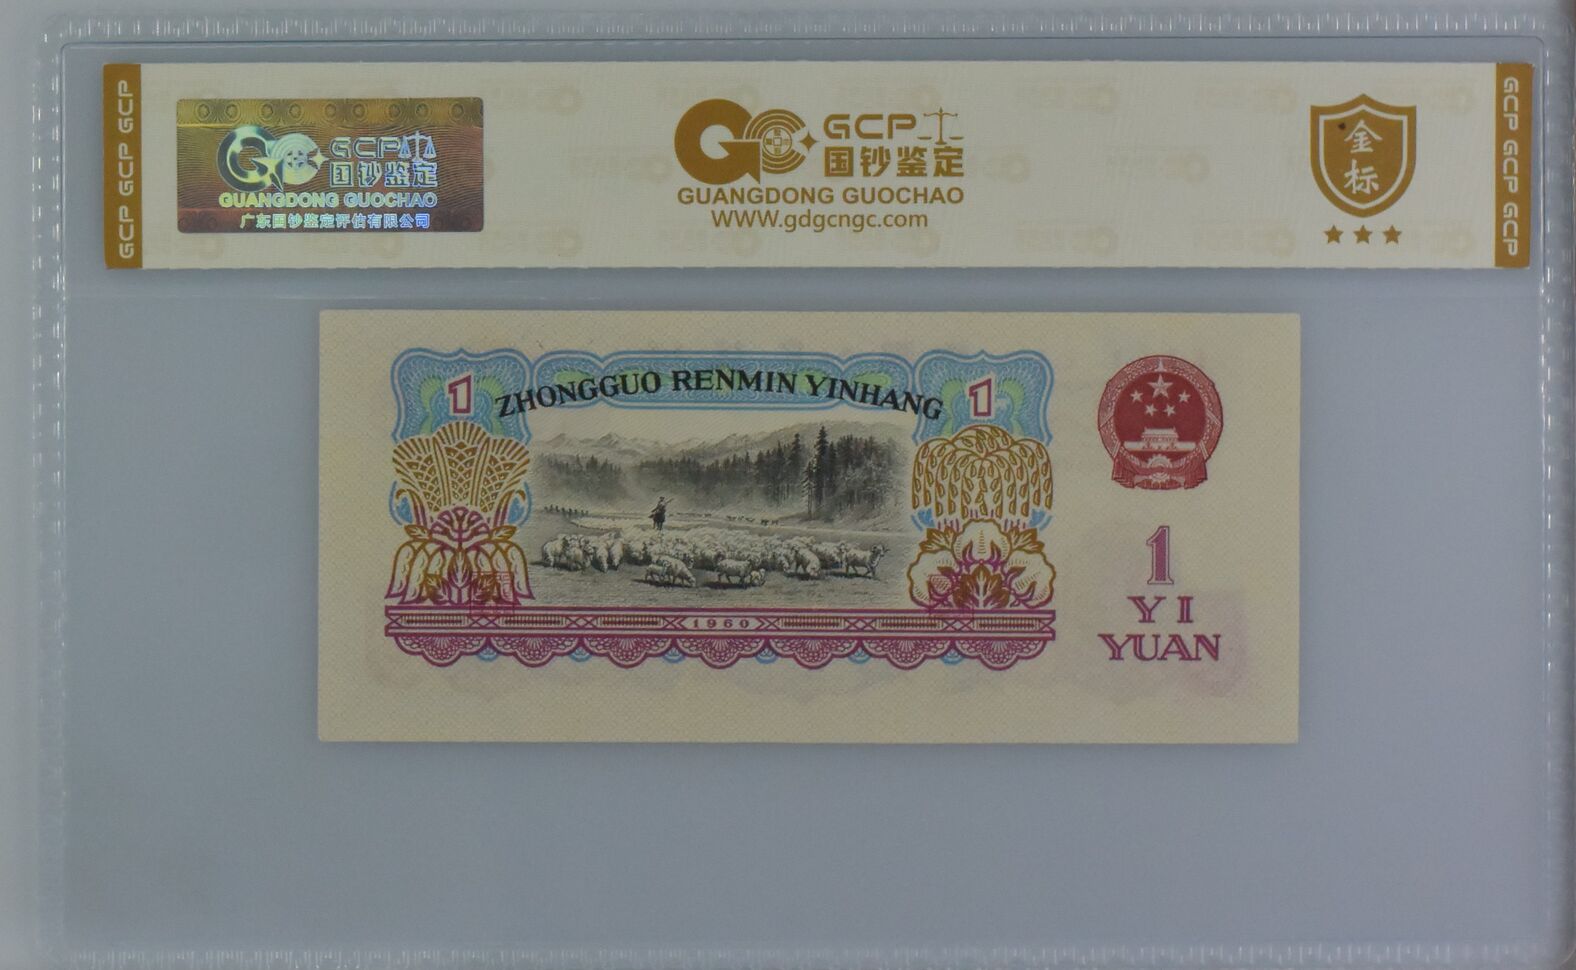 GCP GCP GCP
GCP
国钞鉴定
GUANGDONG GUOCHAO
广东国钞鉴定评估有限公司
GCP
国钞鉴定
GUANGDONG GUOCHAO
WWW.gdgcngc.com
金标
GCP GCP GCP
1
ZHONGGUO RENMIN YINHANG
1
1960
1
YI
YUAN